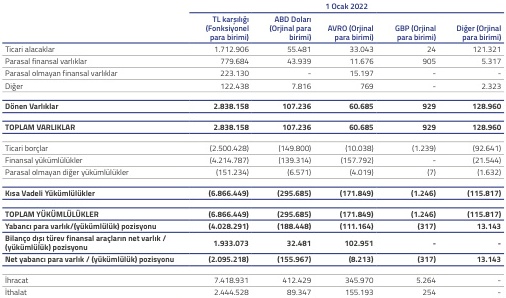 1 Ocak 2022
TL karşılığı (Fonksiyonel para birimi) ABD Doları (Orjinal para birimi) AVRO (Orjinal para birimi) GBP (Orjinal para birimi) Diğer (Orjinal para birimi)
Ticari alacaklar 1.712.906 55.481 33.043 24 121.321
Parasal finansal varlıklar 779.684 43.939 11.676 905 5.317
Parasal olmayan finansal varlıklar 223.130 - 15.197 - -
Diğer 122.438 7.816 769 - 2.323
Dönen Varlıklar 2.838.158 107.236 60.685 929 128.960
TOPLAM VARLIKLAR 2.838.158 107.236 60.685 929 128.960
Ticari borçlar (2.500.428) (149.800) (10.038) (1.239) (92.641)
Finansal yükümlülükler (4.214.787) (139.314) (157.792) - (21.544)
Parasal olmayan diğer yükümlülükler (151.234) (6.571) (4.019) (7) (1.632)
Kısa Vadeli Yükümlülükler (6.866.449) (295.685) (171.849) (1.246) (115.817)
TOPLAM YÜKÜMLÜLÜKLER (6.866.449) (295.685) (171.849) (1.246) (115.817)
Yabancı para varlık/(yükümlülük) pozisyonu (4.028.291) (188.448) (111.164) (317) 13.143
Bilanço dışı türev finansal araçların net varlık / (yükümlülük) pozisyonu 1.933.073 32.481 102.951 - -
Net yabancı para varlık / (yükümlülük) pozisyonu (2.095.218) (155.967) (8.213) (317) 13.143
İhracat 7.418.931 412.429 345.970 5.264 -
İthalat 2.444.528 89.347 155.193 254 -